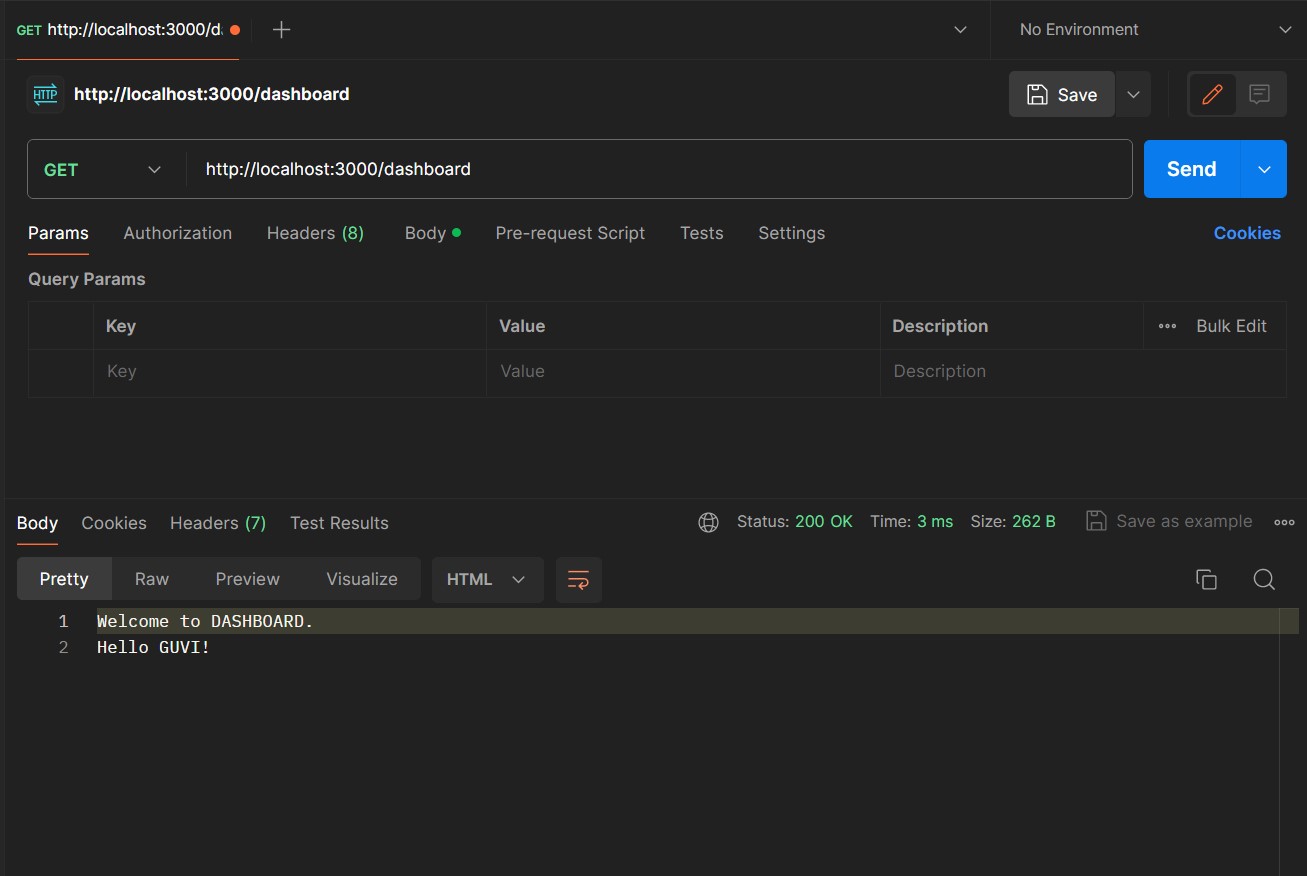 GET http://localhost:3000/d No Environment
HTTP http://localhost:3000/dashboard Save
GET http://localhost:3000/dashboard Send
Params Authorization Headers (8) Body Pre-request Script Tests Settings Cookies
Query Params
Key Value Description Bulk Edit
Key Value Description
Body Cookies Headers (7) Test Results Status: 200 OK Time: 3 ms Size: 262 B Save as example
Pretty Raw Preview Visualize HTML
1 Welcome to DASHBOARD.
2 Hello GUVI!